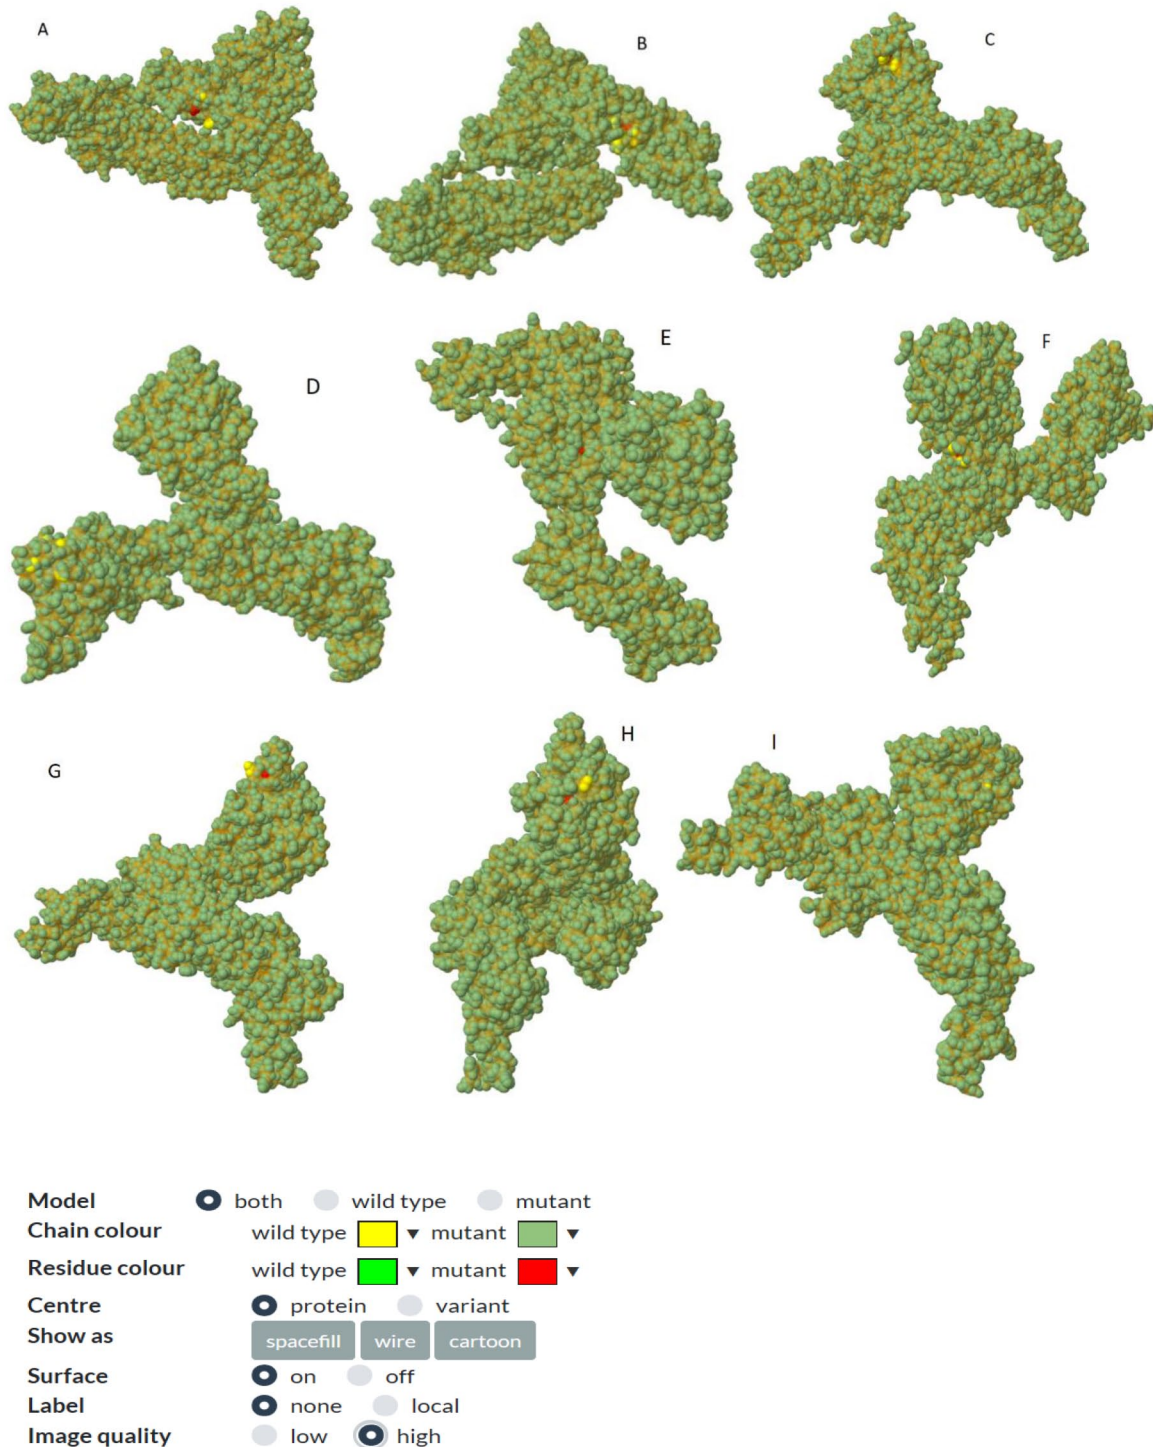 A
B
C
D
E
F
G
H
I
Model both wild type mutant
Chain colour wild type ▼ mutant ▼
Residue colour wild type ▼ mutant ▼
Centre protein variant
Show as spacefill wire cartoon
Surface on off
Label none local
Image quality low high